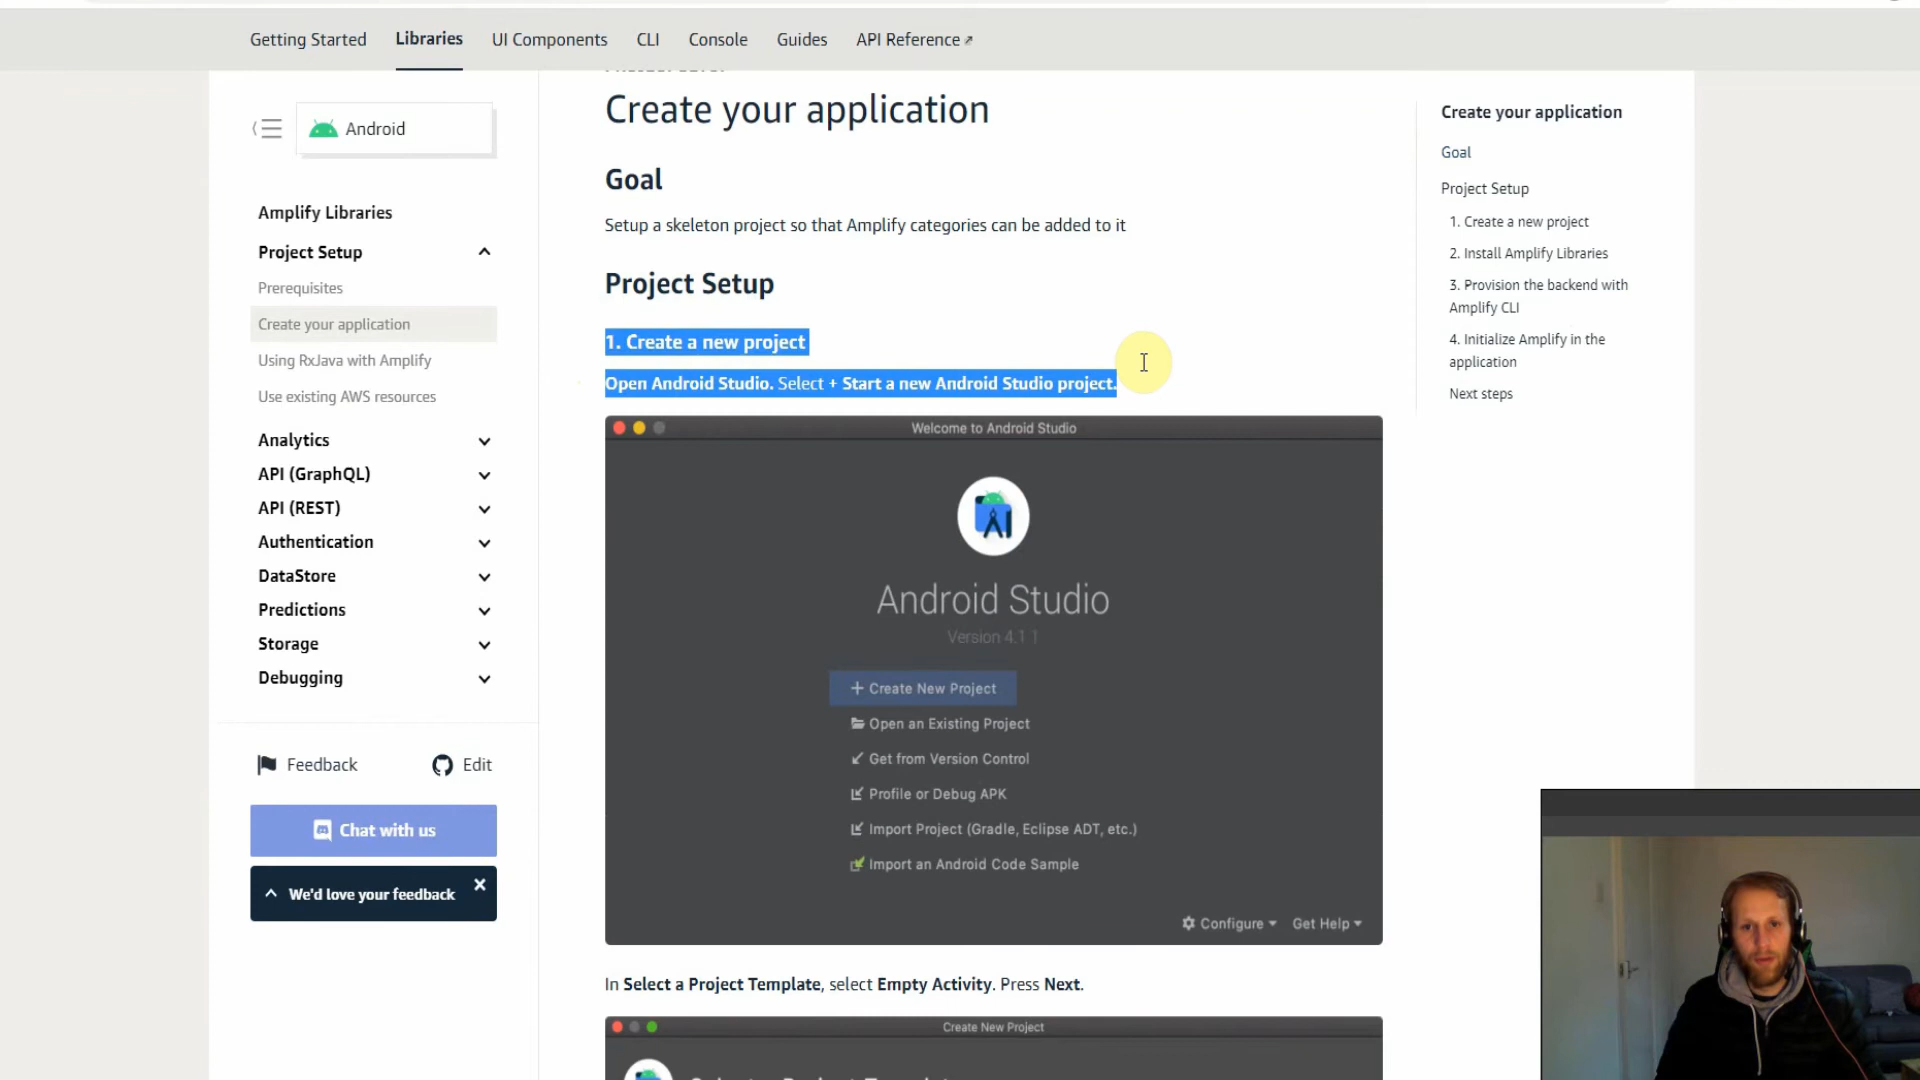 Getting Started Libraries UI Components CLI Console Guides API Reference
Android
Amplify Libraries
Project Setup
Prerequisites
Create your application
Using RxJava with Amplify
Use existing AWS resources
Analytics
API (GraphQL)
API (REST)
Authentication
DataStore
Predictions
Storage
Debugging
Feedback Edit
Chat with us
We'd love your feedback
Create your application
Goal
Setup a skeleton project so that Amplify categories can be added to it
Project Setup
1. Create a new project
Open Android Studio. Select + Start a new Android Studio project.
Welcome to Android Studio
Android Studio
Version 4.1.1
+ Create New Project
Open an Existing Project
Get from Version Control
Profile or Debug APK
Import Project (Gradle, Eclipse ADT, etc.)
Import an Android Code Sample
Configure Get Help
In Select a Project Template, select Empty Activity. Press Next.
Create New Project
Create your application
Goal
Project Setup
1. Create a new project
2. Install Amplify Libraries
3. Provision the backend with
Amplify CLI
4. Initialize Amplify in the
application
Next steps